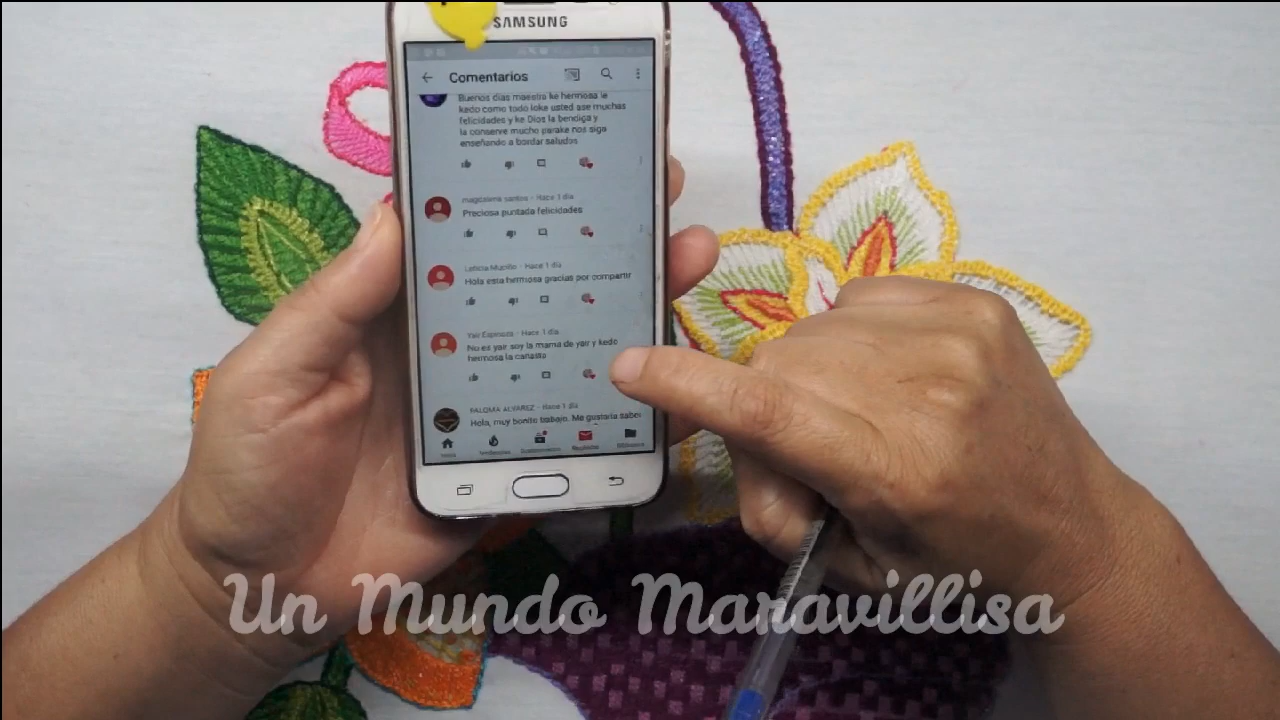 SAMSUNG
Comentarios
Buenos dias maestra ke hermosa le
kedo como todo loke usted ase muchas
felicidades y ke Dios la bendiga y
la conserve mucho parake nos siga
enseñando a bordar saludos
magdalena santos - Hace 1 día
Preciosa puntada felicidades
Leticia Muciño - Hace 1 día
Hola esta hermosa gracias por compartir
Yair Espinoza - Hace 1 día
No es yair soy la mama de yair y kedo
hermosa la canasta
PALOMA ALVAREZ - Hace 1 día
Hola, muy bonito trabajo. Me gustaría saber
Un Mundo Maravillisa